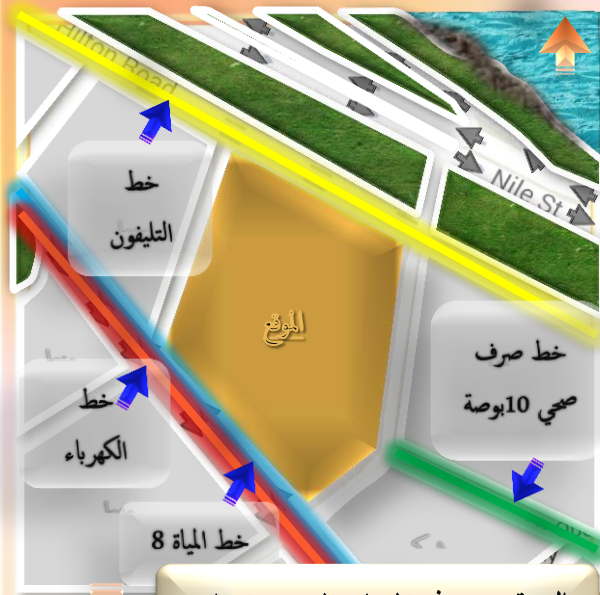 Hilton Road
Nile St
خط
التليفون
الموقع
خط صرف
صحي 10بوصة
خط
الكهرباء
خط المياة 8